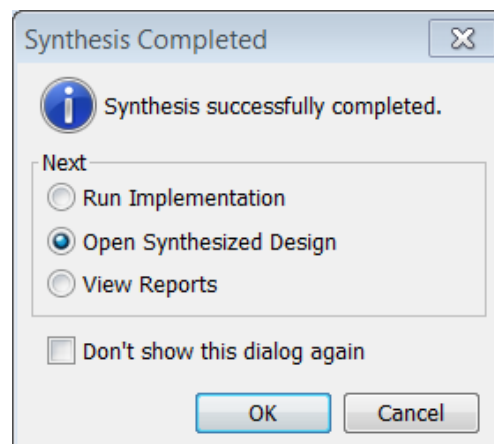 Synthesis Completed
Synthesis successfully completed.
Next
Run Implementation
Open Synthesized Design
View Reports
Don't show this dialog again
OK
Cancel